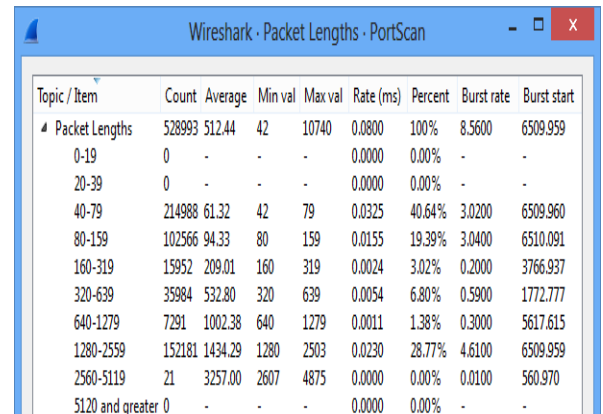 Wireshark · Packet Lengths · PortScan
Topic / Item Count Average Min val Max val Rate (ms) Percent Burst rate Burst start
Packet Lengths 528993 512.44 42 10740 0.0800 100% 8.5600 6509.959
0-19 0 - - - 0.0000 0.00% - -
20-39 0 - - - 0.0000 0.00% - -
40-79 214988 61.32 42 79 0.0325 40.64% 3.0200 6509.960
80-159 102566 94.33 80 159 0.0155 19.39% 3.0400 6510.091
160-319 15952 209.01 160 319 0.0024 3.02% 0.2000 3766.937
320-639 35984 532.80 320 639 0.0054 6.80% 0.5900 1772.777
640-1279 7291 1002.38 640 1279 0.0011 1.38% 0.3000 5617.615
1280-2559 152181 1434.29 1280 2503 0.0230 28.77% 4.6100 6509.959
2560-5119 21 3257.00 2607 4875 0.0000 0.00% 0.0100 560.970
5120 and greater 0 - - - 0.0000 0.00% - -